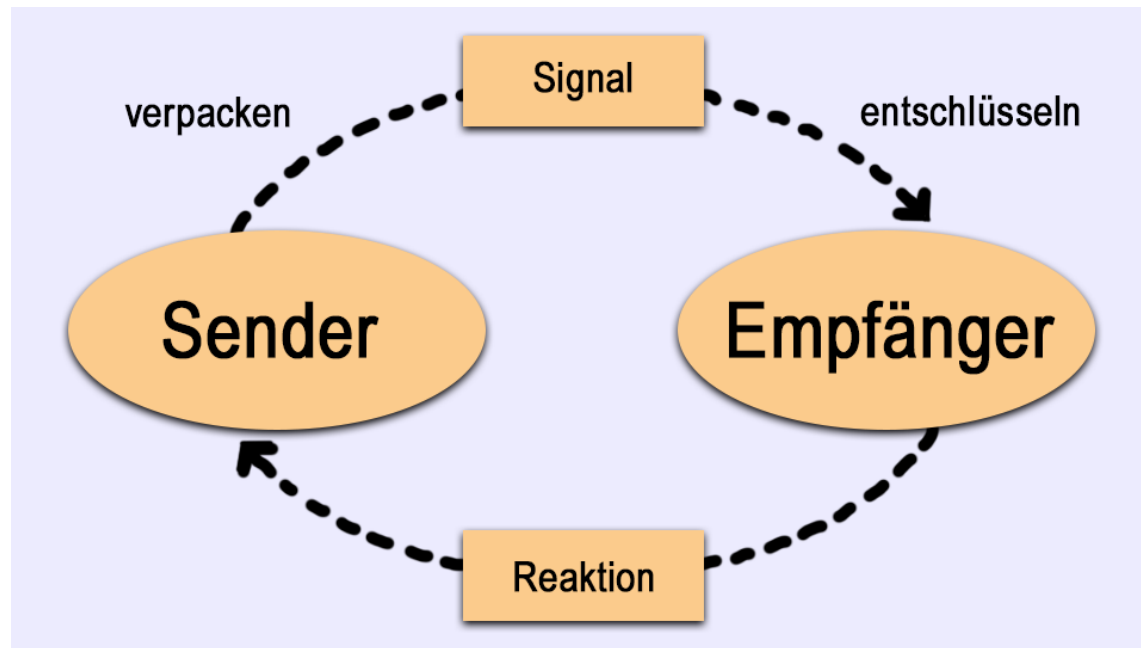 Signal
verpacken
entschlüsseln
Sender
Empfänger
Reaktion